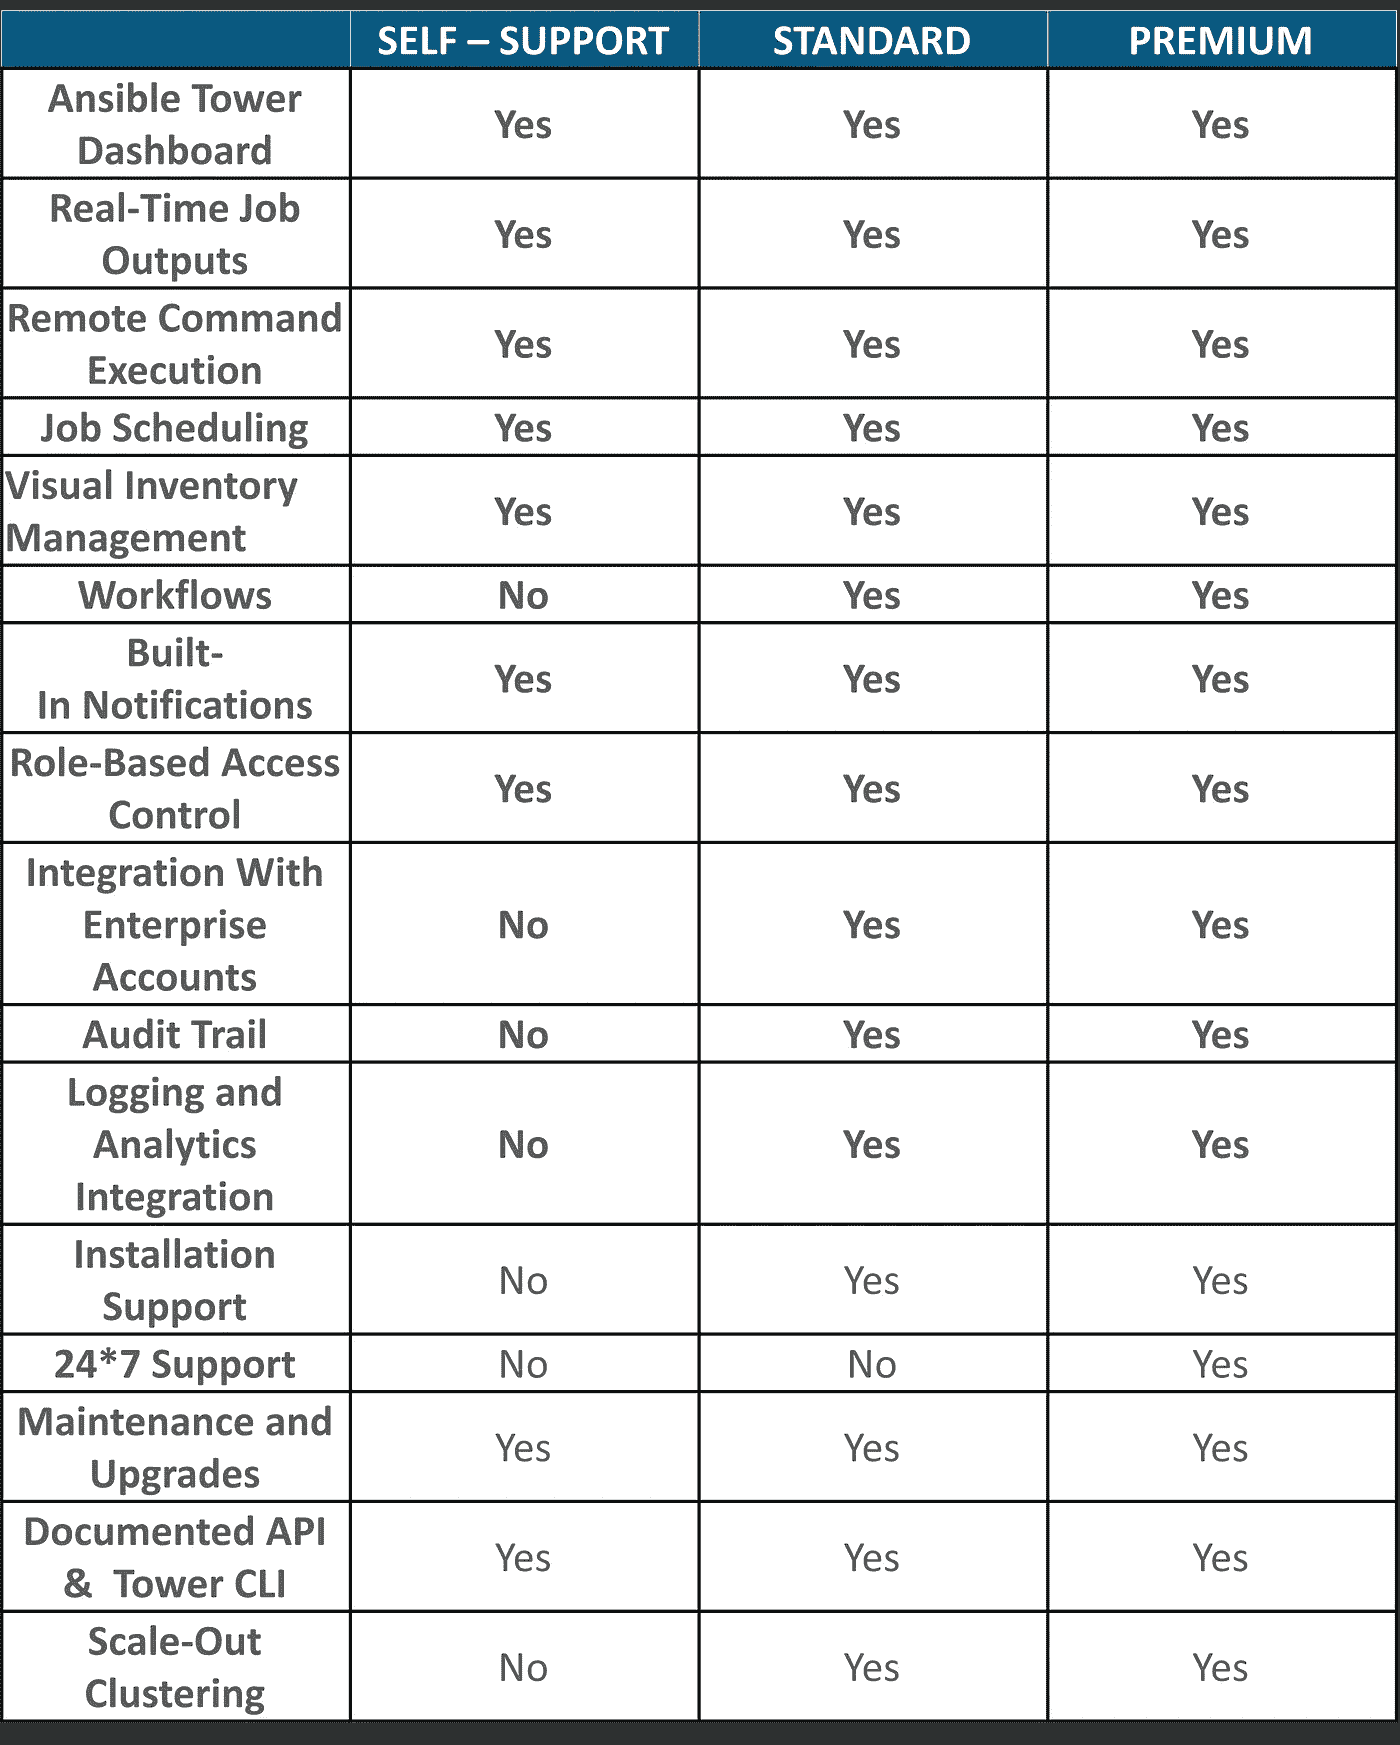 SELF – SUPPORT STANDARD PREMIUM
Ansible Tower
Dashboard
Yes Yes Yes
Real-Time Job
Outputs
Yes Yes Yes
Remote Command
Execution
Yes Yes Yes
Job Scheduling Yes Yes Yes
Visual Inventory
Management
Yes Yes Yes
Workflows No Yes Yes
Built-
In Notifications
Yes Yes Yes
Role-Based Access
Control
Yes Yes Yes
Integration With
Enterprise
Accounts
No Yes Yes
Audit Trail No Yes Yes
Logging and
Analytics
Integration
No Yes Yes
Installation
Support
No Yes Yes
24*7 Support No No Yes
Maintenance and
Upgrades
Yes Yes Yes
Documented API
& Tower CLI
Yes Yes Yes
Scale-Out
Clustering
No Yes Yes